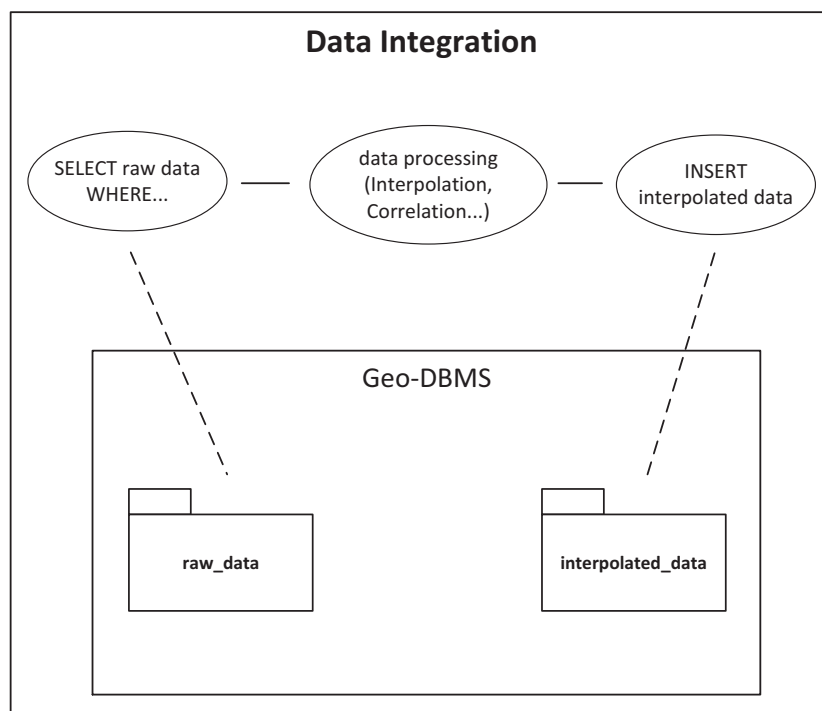 Data Integration
SELECT raw data
WHERE...
data processing
(Interpolation,
Correlation...)
INSERT
interpolated data
Geo-DBMS
raw_data
interpolated_data